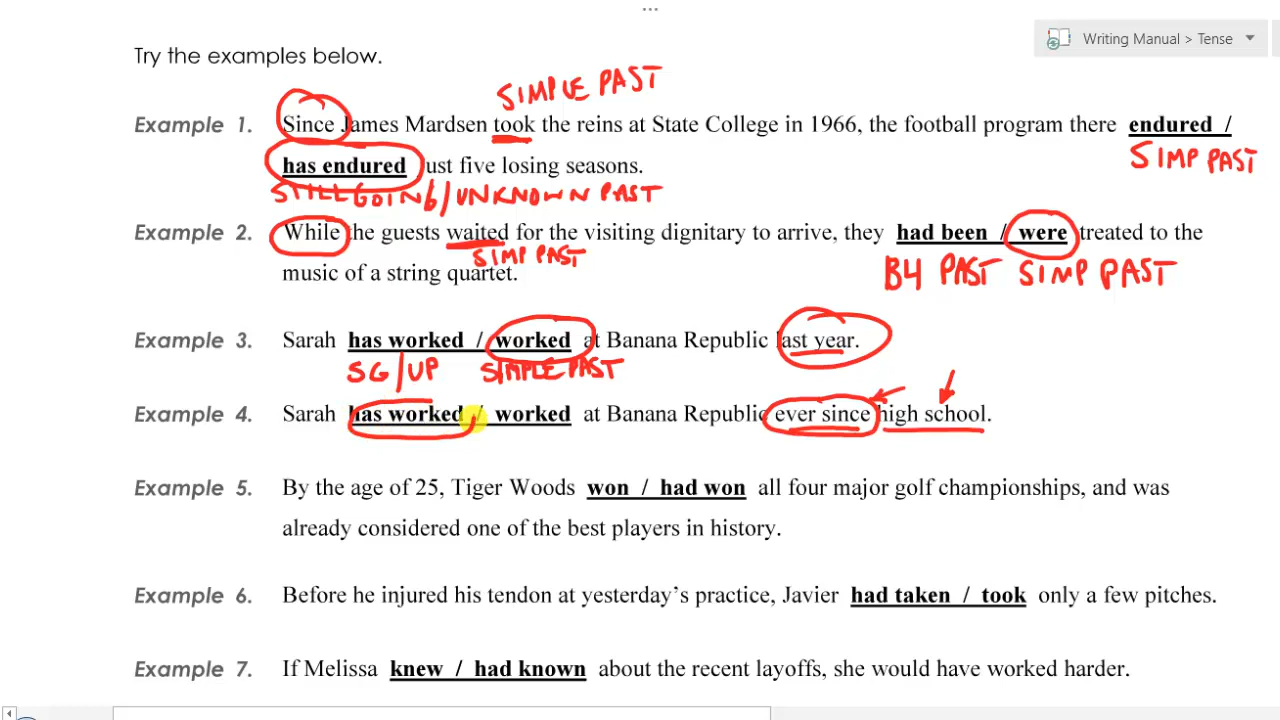 ...
Writing Manual > Tense
Try the examples below.
SIMPLE PAST
Example 1. Since James Mardsen took the reins at State College in 1966, the football program there endured /
has endured just five losing seasons.
SIMP PAST
STILL GOING/UNKNOWN PAST
Example 2. While the guests waited for the visiting dignitary to arrive, they had been / were treated to the
SIMP PAST
music of a string quartet.
B4 PAST SIMP PAST
Example 3. Sarah has worked / worked at Banana Republic last year.
SG/UP SIMPLE PAST
Example 4. Sarah has worked / worked at Banana Republic ever since high school.
Example 5. By the age of 25, Tiger Woods won / had won all four major golf championships, and was
already considered one of the best players in history.
Example 6. Before he injured his tendon at yesterday's practice, Javier had taken / took only a few pitches.
Example 7. If Melissa knew / had known about the recent layoffs, she would have worked harder.